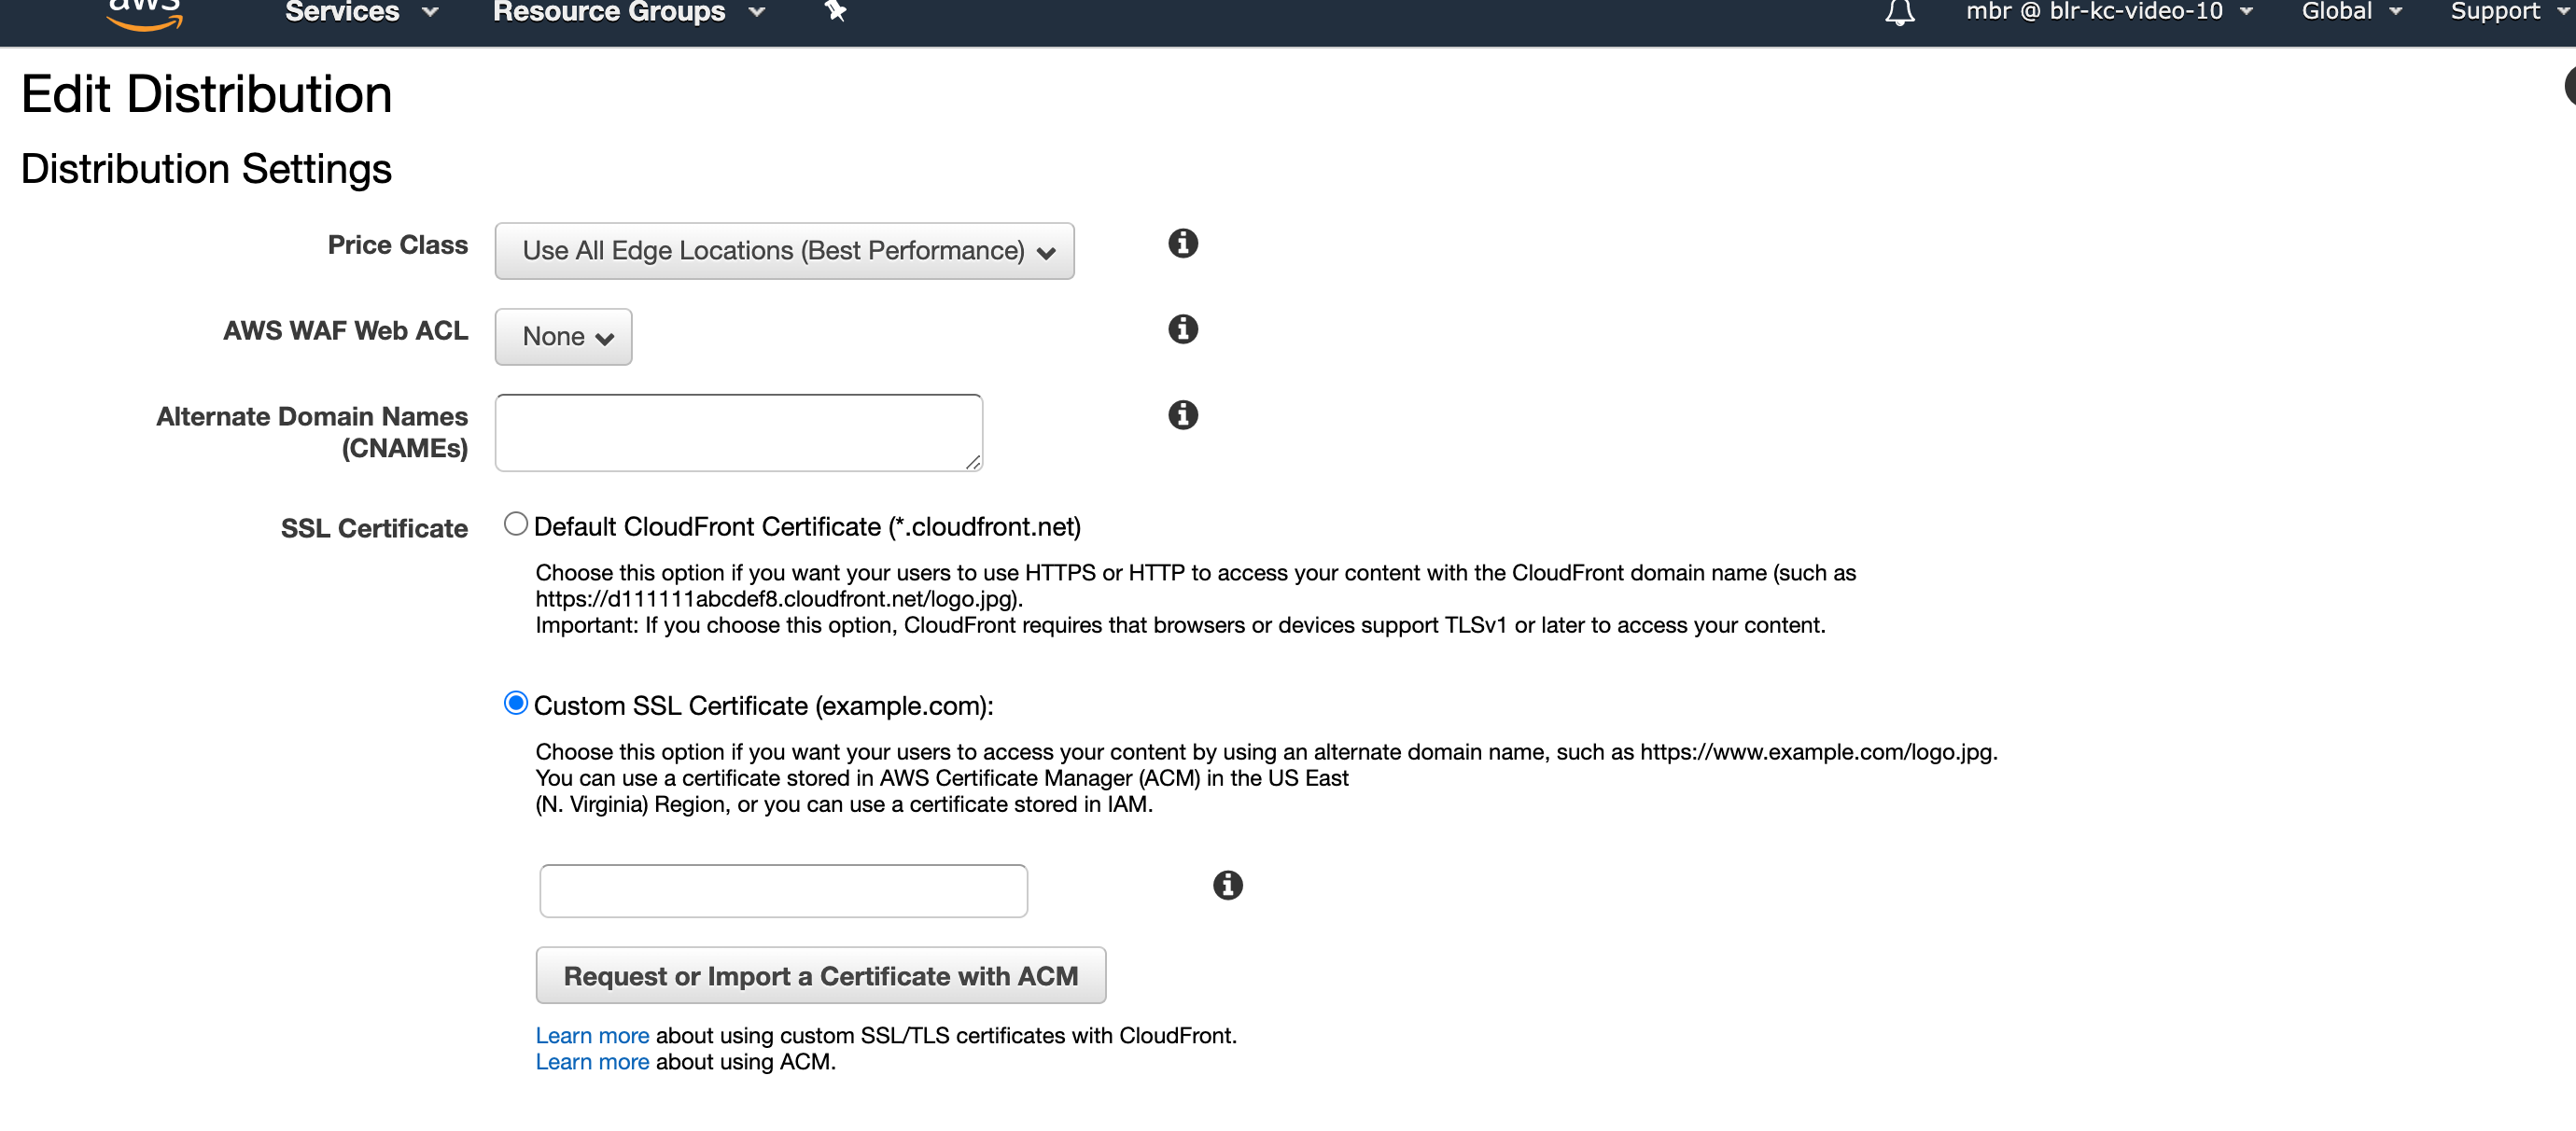 aws Services Resource Groups mbr @ blr-kc-video-10 Global Support
Edit Distribution
Distribution Settings
Price Class Use All Edge Locations (Best Performance)
AWS WAF Web ACL None
Alternate Domain Names
(CNAMEs)
SSL Certificate Default CloudFront Certificate (*.cloudfront.net)
Choose this option if you want your users to use HTTPS or HTTP to access your content with the CloudFront domain name (such as
https://d111111abcdef8.cloudfront.net/logo.jpg).
Important: If you choose this option, CloudFront requires that browsers or devices support TLSv1 or later to access your content.
Custom SSL Certificate (example.com):
Choose this option if you want your users to access your content by using an alternate domain name, such as https://www.example.com/logo.jpg.
You can use a certificate stored in AWS Certificate Manager (ACM) in the US East
(N. Virginia) Region, or you can use a certificate stored in IAM.
Request or Import a Certificate with ACM
Learn more about using custom SSL/TLS certificates with CloudFront.
Learn more about using ACM.